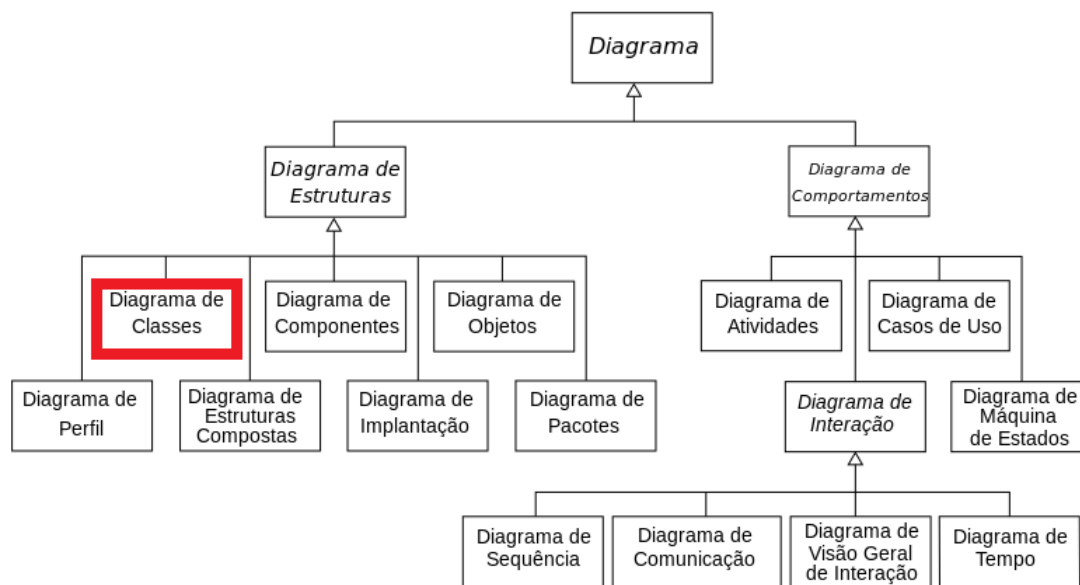 Diagrama
Diagrama de
Estruturas
Diagrama de
Comportamentos
Diagrama de
Classes
Diagrama de
Componentes
Diagrama de
Objetos
Diagrama de
Atividades
Diagrama de
Casos de Uso
Diagrama de
Perfil
Diagrama de
Estruturas
Compostas
Diagrama de
Implantação
Diagrama de
Pacotes
Diagrama de
Interação
Diagrama de
Máquina
de Estados
Diagrama de
Sequência
Diagrama de
Comunicação
Diagrama de
Visão Geral
de Interação
Diagrama de
Tempo